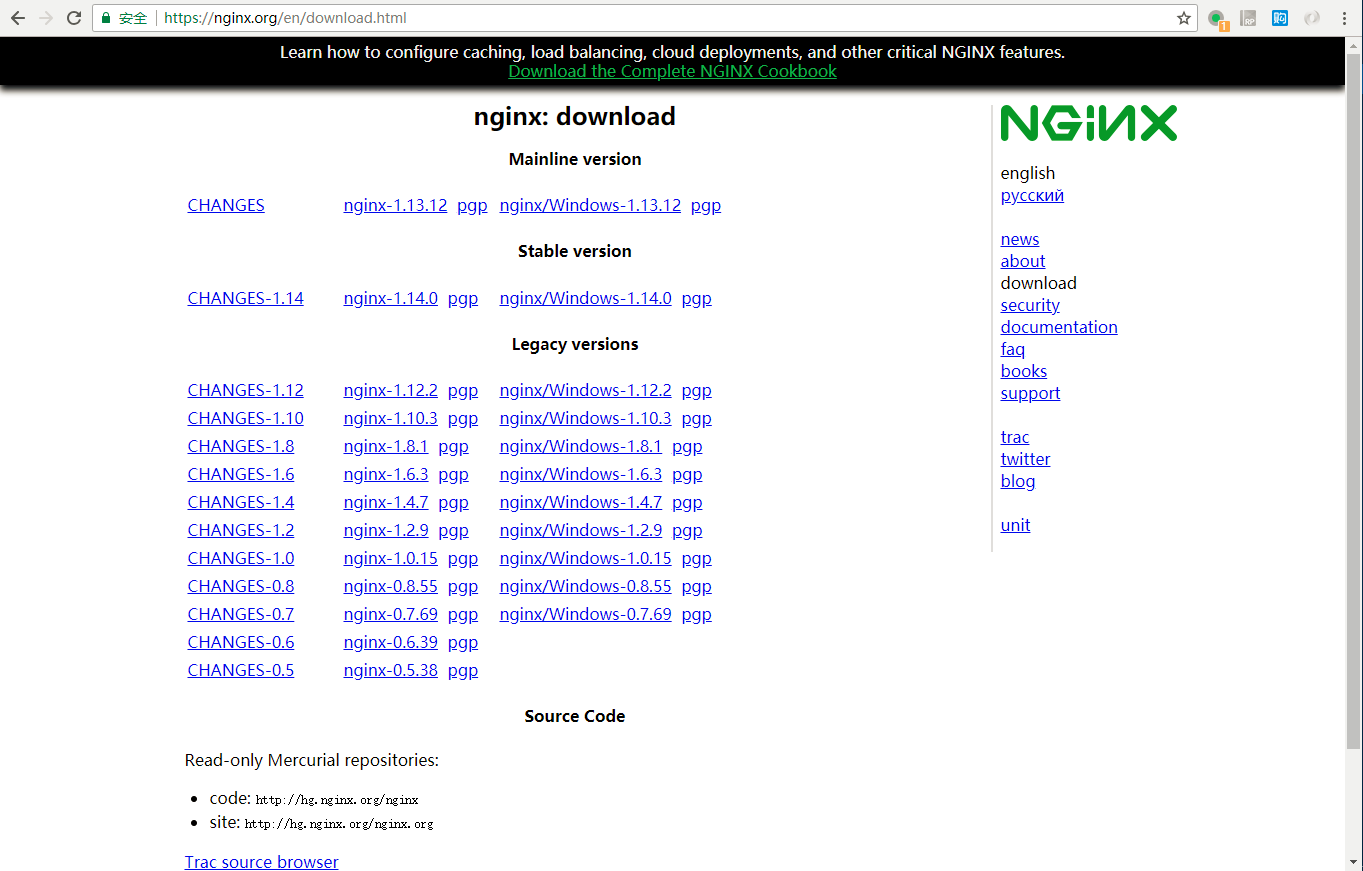 安全 https://nginx.org/en/download.html
Learn how to configure caching, load balancing, cloud deployments, and other critical NGINX features.
Download the Complete NGINX Cookbook
nginx: download
Mainline version
CHANGES nginx-1.13.12 pgp nginx/Windows-1.13.12 pgp
Stable version
CHANGES-1.14 nginx-1.14.0 pgp nginx/Windows-1.14.0 pgp
Legacy versions
CHANGES-1.12 nginx-1.12.2 pgp nginx/Windows-1.12.2 pgp
CHANGES-1.10 nginx-1.10.3 pgp nginx/Windows-1.10.3 pgp
CHANGES-1.8 nginx-1.8.1 pgp nginx/Windows-1.8.1 pgp
CHANGES-1.6 nginx-1.6.3 pgp nginx/Windows-1.6.3 pgp
CHANGES-1.4 nginx-1.4.7 pgp nginx/Windows-1.4.7 pgp
CHANGES-1.2 nginx-1.2.9 pgp nginx/Windows-1.2.9 pgp
CHANGES-1.0 nginx-1.0.15 pgp nginx/Windows-1.0.15 pgp
CHANGES-0.8 nginx-0.8.55 pgp nginx/Windows-0.8.55 pgp
CHANGES-0.7 nginx-0.7.69 pgp nginx/Windows-0.7.69 pgp
CHANGES-0.6 nginx-0.6.39 pgp
CHANGES-0.5 nginx-0.5.38 pgp
Source Code
Read-only Mercurial repositories:
code: http://hg.nginx.org/nginx
site: http://hg.nginx.org/nginx.org
Trac source browser
NGINX
english
русский
news
about
download
security
documentation
faq
books
support
trac
twitter
blog
unit
1
RP
购